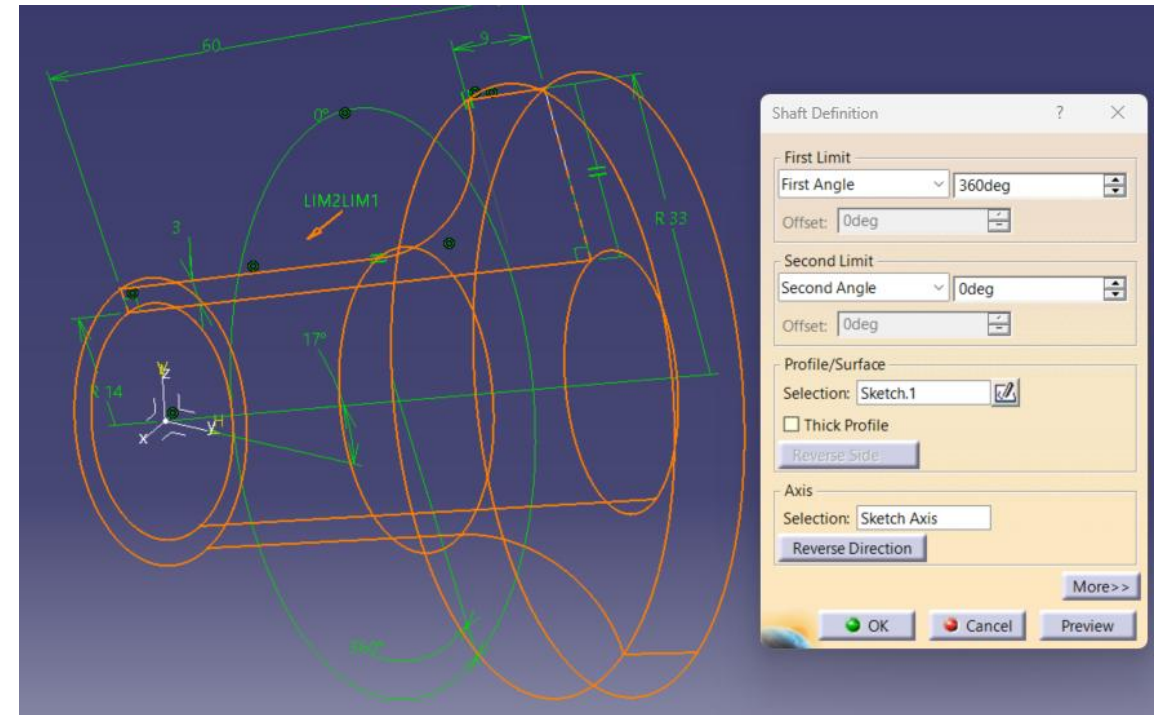 60
9
0°
LIM2LIM1
3
R 33
17°
R 14
z
x
y
H
360°
Shaft Definition
?
First Limit
First Angle
360deg
Offset:
0deg
Second Limit
Second Angle
0deg
Offset:
0deg
Profile/Surface
Selection:
Sketch.1
Thick Profile
Reverse Side
Axis
Selection:
Sketch Axis
Reverse Direction
More>>
OK
Cancel
Preview